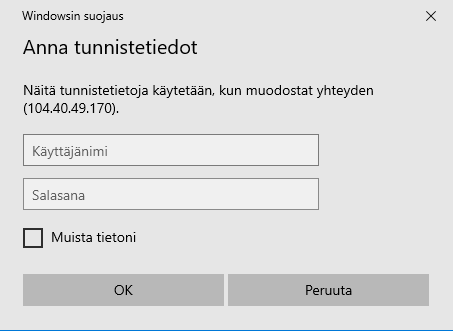 Windowsin suojaus
Anna tunnistetiedot
Näitä tunnistetietoja käytetään, kun muodostat yhteyden
(104.40.49.170).
Käyttäjänimi
Salasana
Muista tietoni
OK
Peruuta